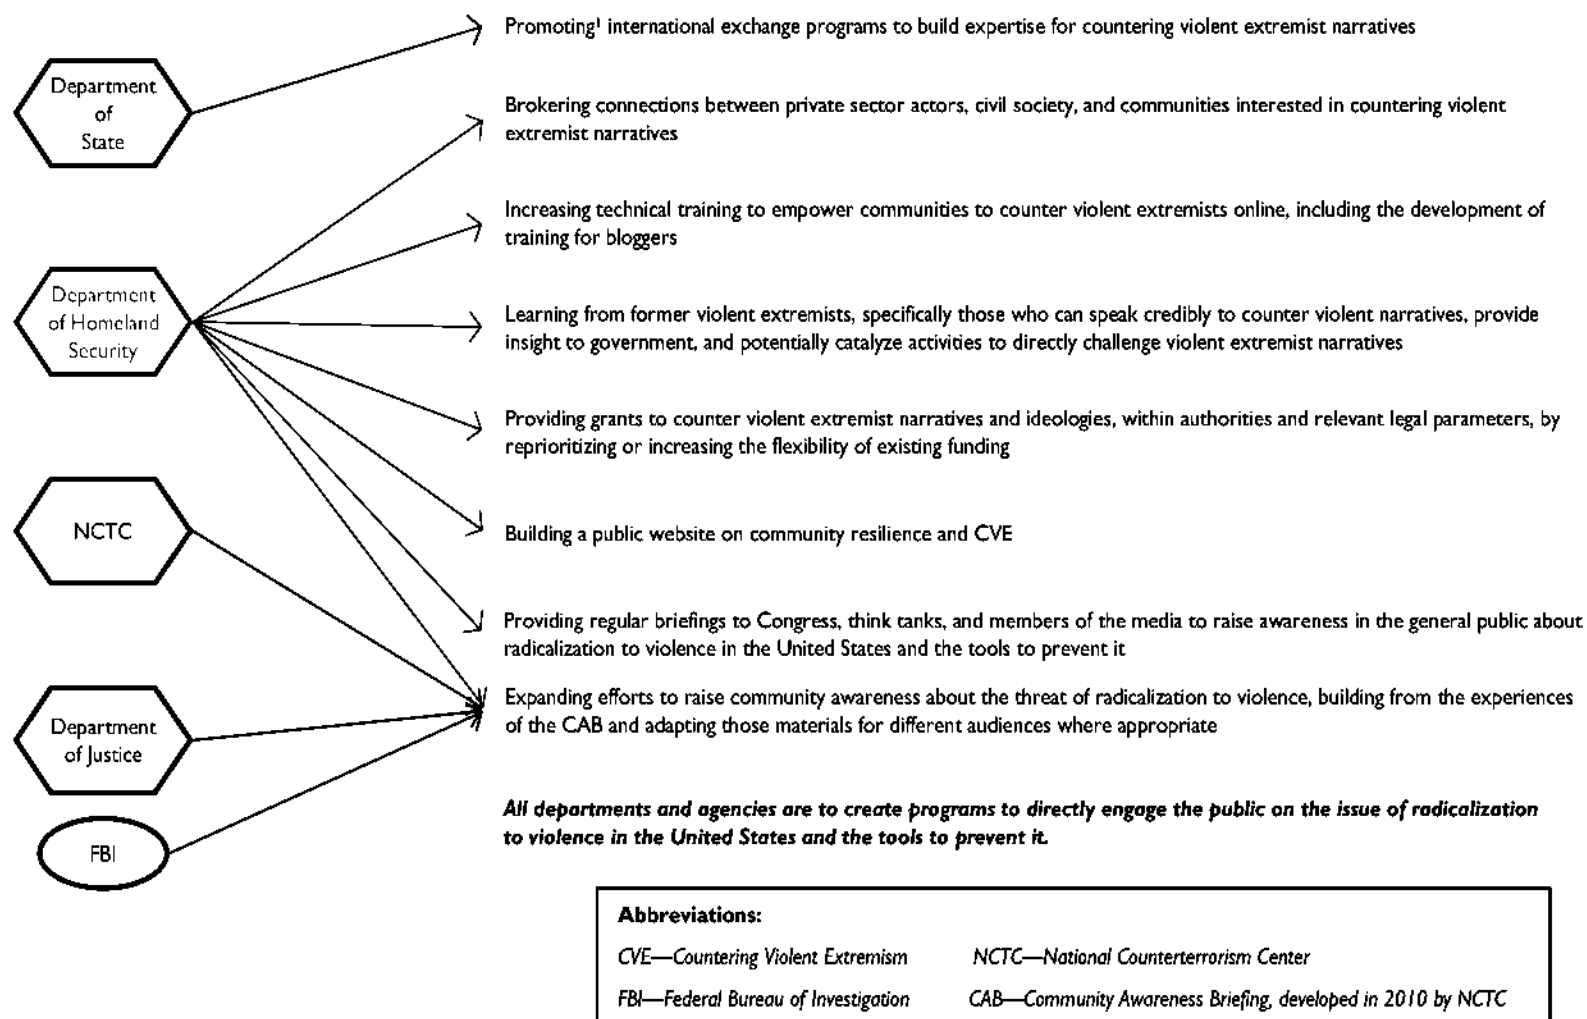 Promoting¹ international exchange programs to build expertise for countering violent extremist narratives
Department
of
State
Brokering connections between private sector actors, civil society, and communities interested in countering violent
extremist narratives
Increasing technical training to empower communities to counter violent extremists online, including the development of
training for bloggers
Department
of Homeland
Security
Learning from former violent extremists, specifically those who can speak credibly to counter violent narratives, provide
insight to government, and potentially catalyze activities to directly challenge violent extremist narratives
Providing grants to counter violent extremist narratives and ideologies, within authorities and relevant legal parameters, by
reprioritizing or increasing the flexibility of existing funding
NCTC
Building a public website on community resilience and CVE
Providing regular briefings to Congress, think tanks, and members of the media to raise awareness in the general public about
radicalization to violence in the United States and the tools to prevent it
Department
of Justice
Expanding efforts to raise community awareness about the threat of radicalization to violence, building from the experiences
of the CAB and adapting those materials for different audiences where appropriate
All departments and agencies are to create programs to directly engage the public on the issue of radicalization
to violence in the United States and the tools to prevent it.
FBI
Abbreviations:
CVE—Countering Violent Extremism
NCTC—National Counterterrorism Center
FBI—Federal Bureau of Investigation
CAB—Community Awareness Briefing, developed in 2010 by NCTC